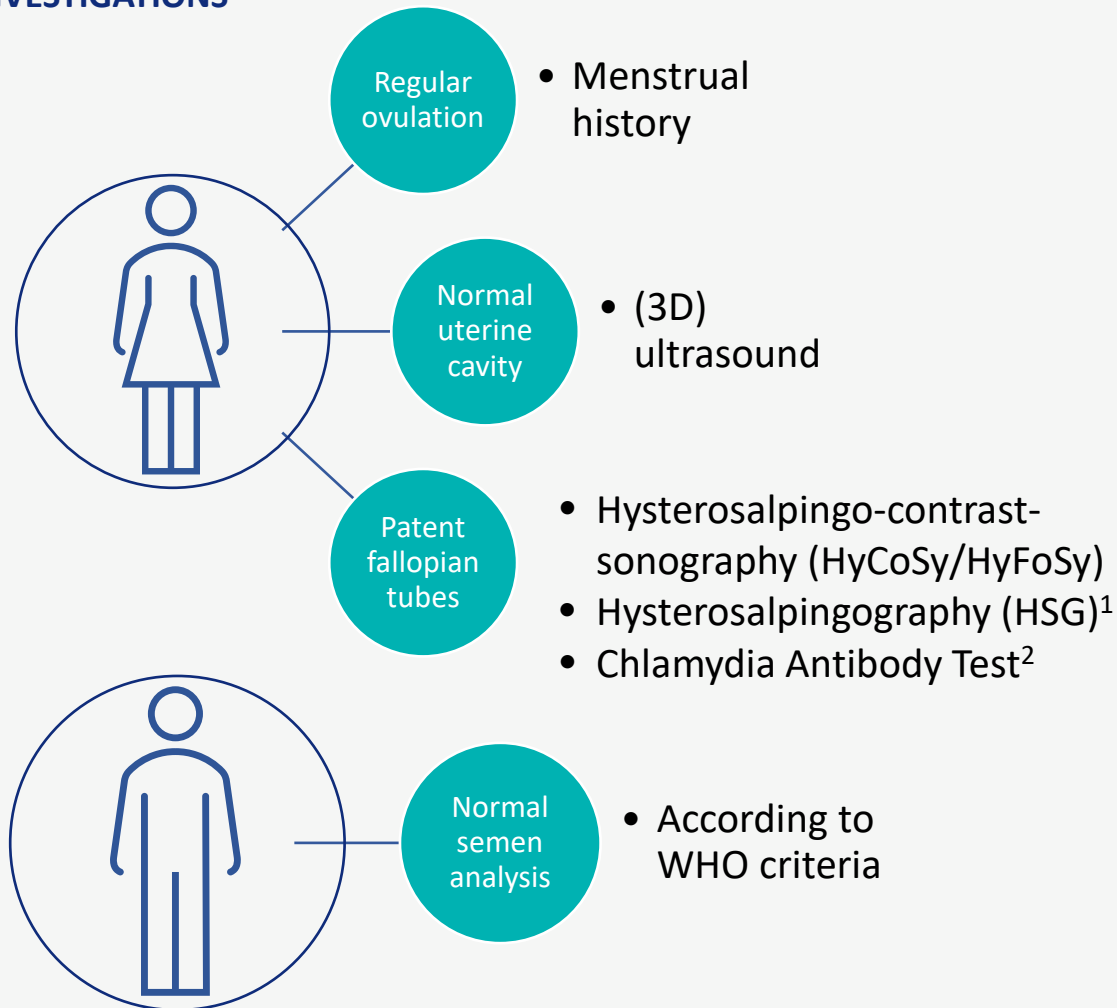 INVESTIGATIONS
Regular
ovulation
• Menstrual
history
Normal
uterine
cavity
• (3D)
ultrasound
Patent
fallopian
tubes
• Hysterosalpingo-contrast-
sonography (HyCoSy/HyFoSy)
• Hysterosalpingography (HSG)¹
• Chlamydia Antibody Test²
Normal
semen
analysis
• According to
WHO criteria